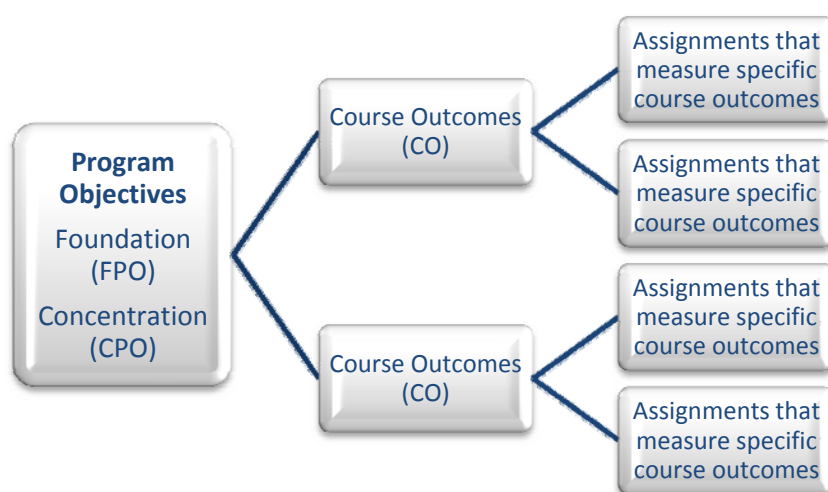 Program
Objectives
Foundation
(FPO)
Concentration
(CPO)
Course Outcomes
(CO)
Assignments that
measure specific
course outcomes
Assignments that
measure specific
course outcomes
Course Outcomes
(CO)
Assignments that
measure specific
course outcomes
Assignments that
measure specific
course outcomes